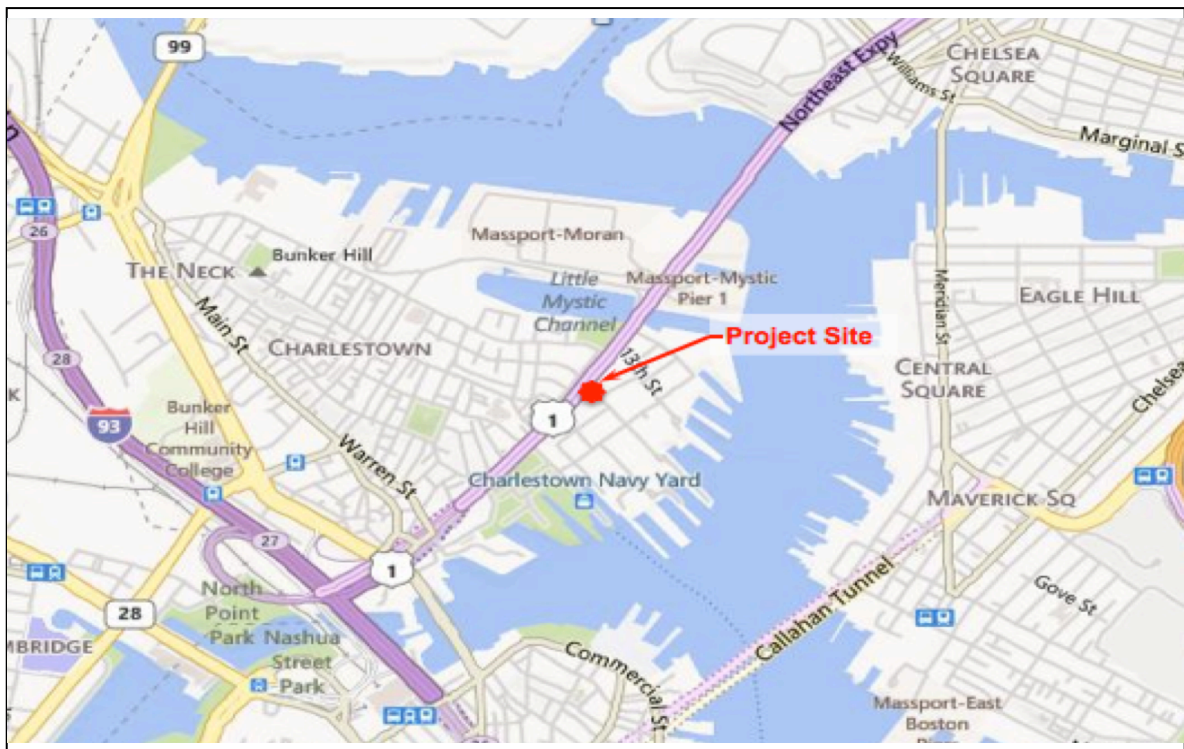 99
CHELSEA
SQUARE
Northeast Expy
Williams St
Marginal S
26
Massport-Moran
Bunker Hill
THE NECK
Little
Mystic
Channel
Massport-Mystic
Pier 1
Meridian St
EAGLE HILL
Main St
Project Site
CHARLESTOWN
13th St
28
CENTRAL
SQUARE
Chelsea
K
93
Bunker
Hill
Community
College
1
Warren St
Charlestown Navy Yard
MAVERICK SQ
27
1
North
Point
Park
28
Nashua
Street
Park
MBRIDGE
Callahan Tunnel
Gove St
Commercial St
Massport-East
Boston